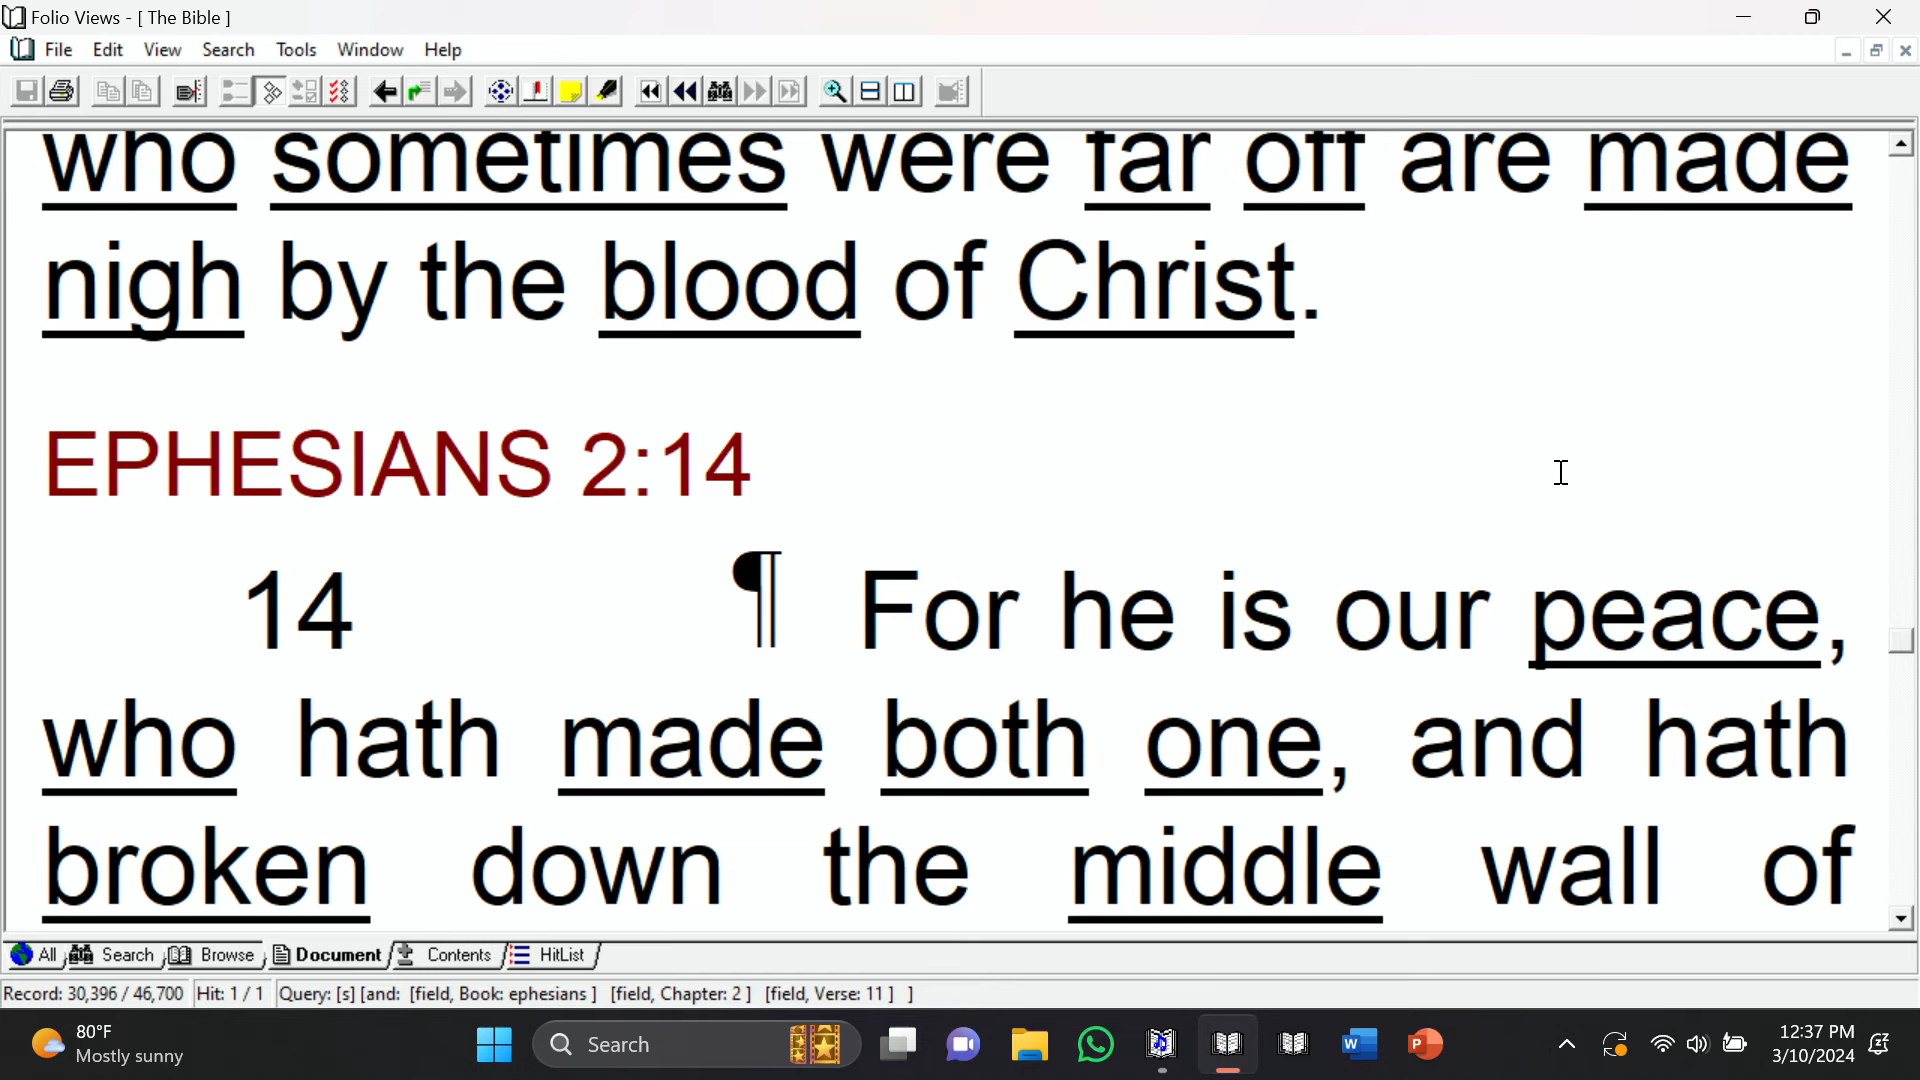 Folio Views - [ The Bible ]
File Edit View Search Tools Window Help
who sometimes were far off are made
nigh by the blood of Christ.
EPHESIANS 2:14
14 ¶ For he is our peace,
who hath made both one, and hath
broken down the middle wall of
All Search Browse Document Contents HitList
Record: 30,396 / 46,700 Hit: 1 / 1 Query: [s] [and: [field, Book: ephesians ] [field, Chapter: 2 ] [field, Verse: 11 ] ]
80°F
Mostly sunny
Search
12:37 PM
3/10/2024